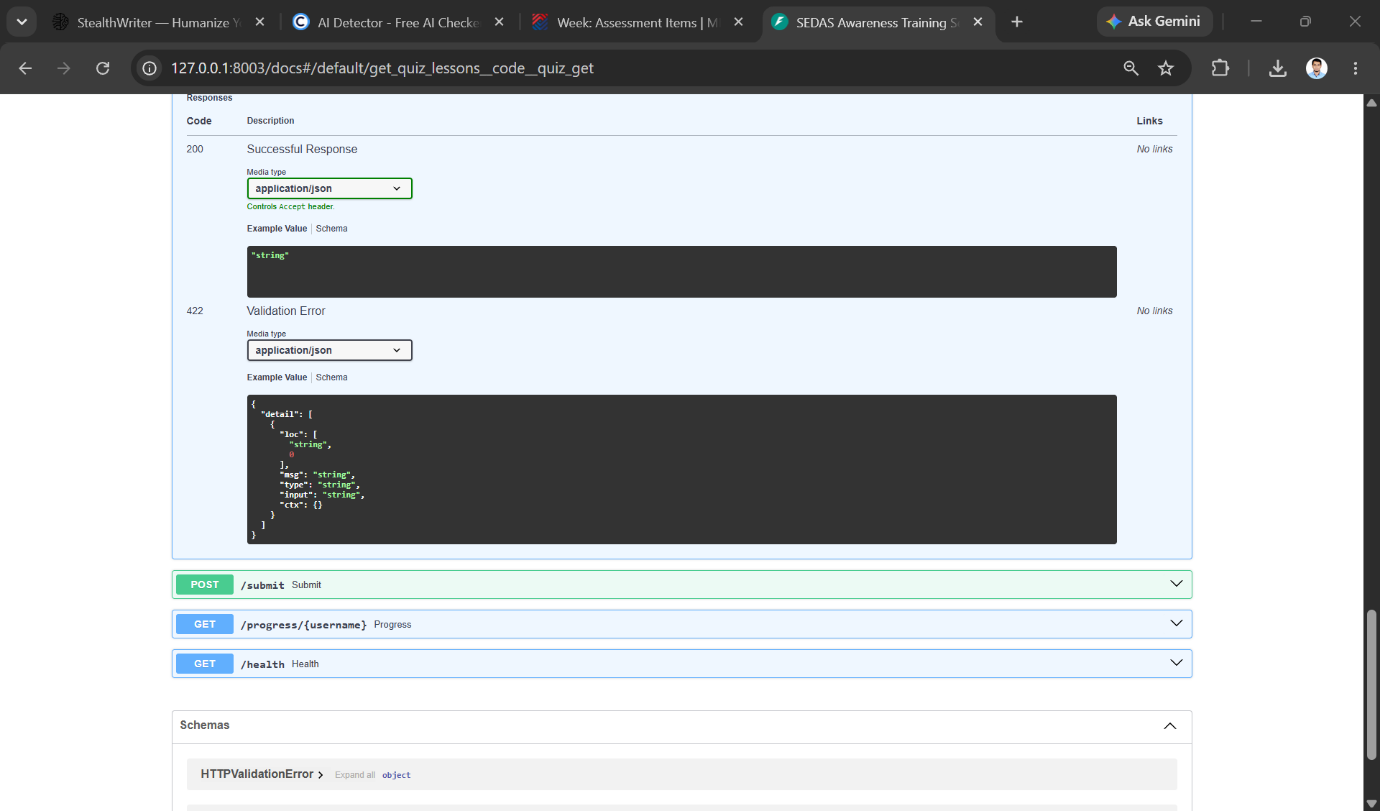 StealthWriter — Humanize Y
AI Detector - Free AI Checke
Week: Assessment Items | M
SEDAS Awareness Training S
Ask Gemini
127.0.0.1:8003/docs#/default/get_quiz_lessons__code__quiz_get
Responses
Code Description Links
200 Successful Response No links
Media type
application/json
Controls Accept header.
Example Value Schema
"string"
422 Validation Error No links
Media type
application/json
Example Value Schema
{
"detail": [
{
"loc": [
"string",
0
],
"msg": "string",
"type": "string",
"input": "string",
"ctx": {}
}
]
}
POST /submit Submit
GET /progress/{username} Progress
GET /health Health
Schemas
HTTPValidationError Expand all object